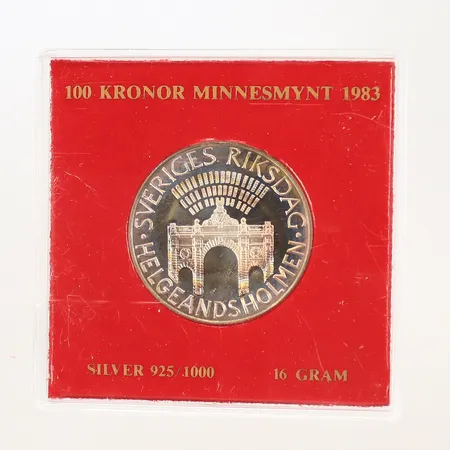 100 KRONOR MINNESMYNT 1983
·SVERIGES RIKSDAG·
HELGEANDSHOLMEN
SILVER 925/1000
16 GRAM